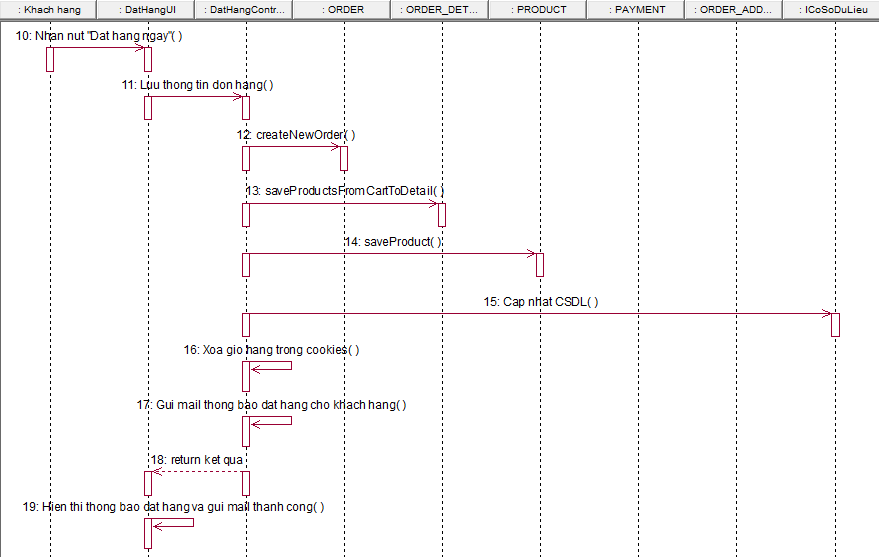 : Khach hang
: DatHangUI
: DatHangContr...
: ORDER
: ORDER_DET...
: PRODUCT
: PAYMENT
: ORDER_ADD...
: ICoSoDuLieu
10: Nhan nut "Dat hang ngay"( )
11: Luu thong tin don hang( )
12: createNewOrder( )
13: saveProductsFromCartToDetail( )
14: saveProduct( )
15: Cap nhat CSDL( )
16: Xoa gio hang trong cookies( )
17: Gui mail thong bao dat hang cho khach hang( )
18: return ket qua
19: Hien thi thong bao dat hang va gui mail thanh cong( )